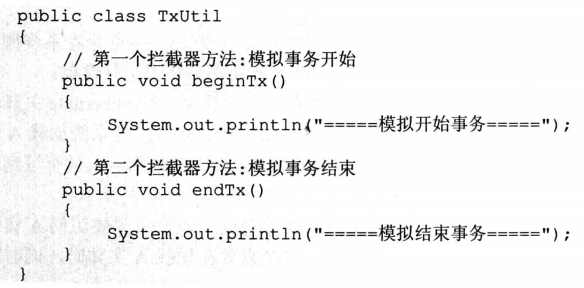 public class TxUtil
{
// 第一个拦截器方法:模拟事务开始
public void beginTx()
{
System.out.println("=====模拟开始事务=====");
}
// 第二个拦截器方法:模拟事务结束
public void endTx()
{
System.out.println("=====模拟结束事务=====");
}
}